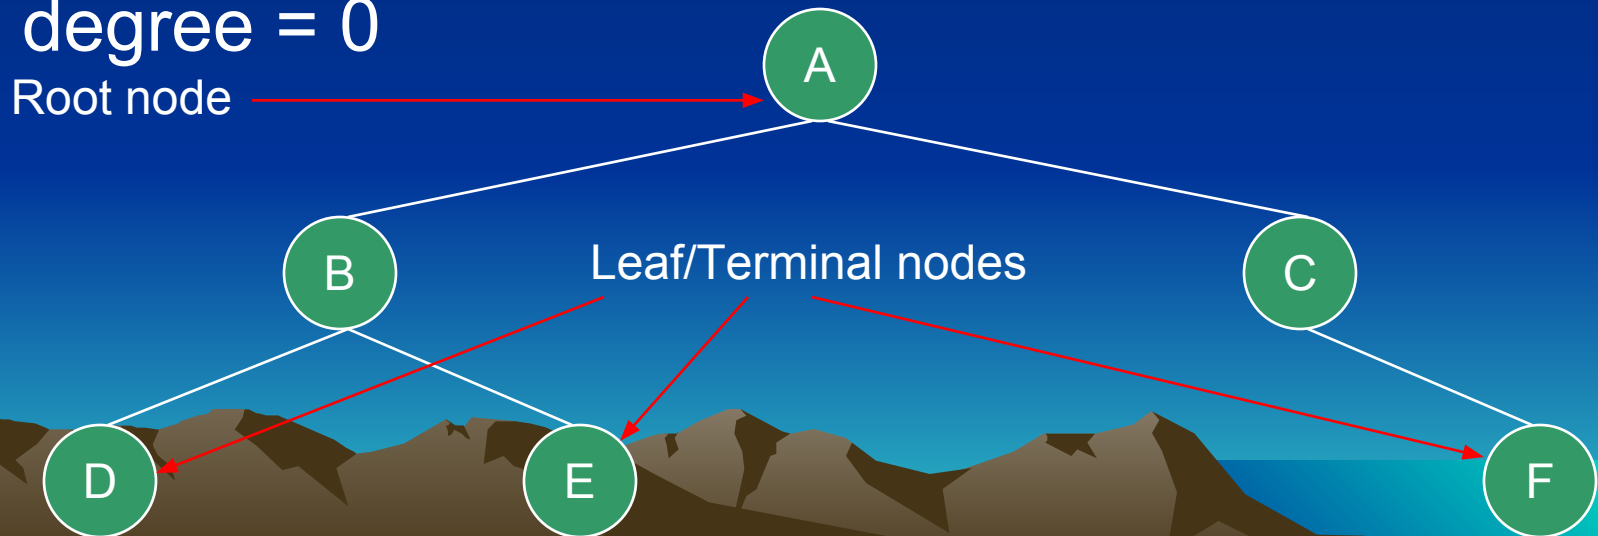 degree = 0
A
Root node
B
Leaf/Terminal nodes
C
D
E
F